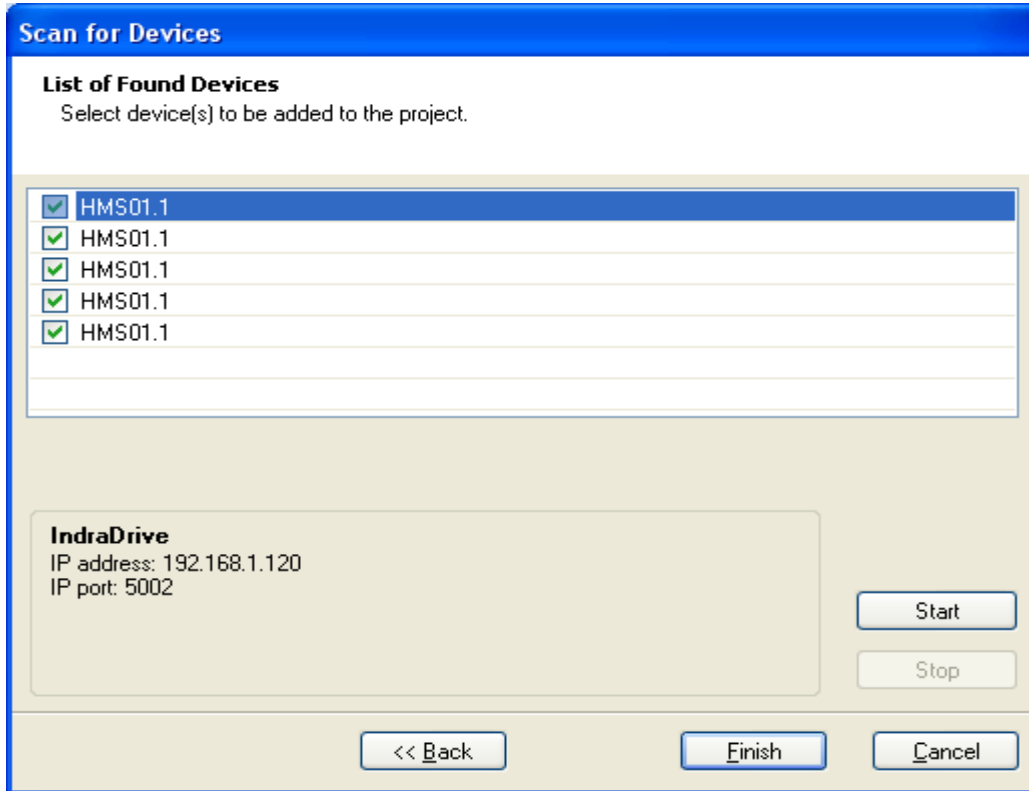 Scan for Devices
List of Found Devices
Select device(s) to be added to the project.
HMS01.1
HMS01.1
HMS01.1
HMS01.1
HMS01.1
IndraDrive
IP address: 192.168.1.120
IP port: 5002
Start
Stop
<< Back
Finish
Cancel